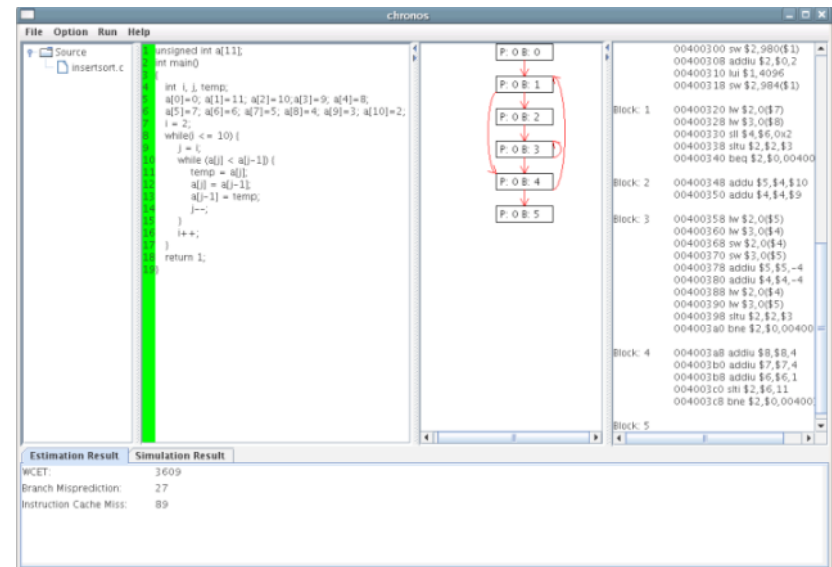 chronos
File Option Run Help
Source
insertsort.c
1 unsigned int a[11];
2 int main()
3 {
4 int i, j, temp;
5 a[0]=0; a[1]=11; a[2]=10;a[3]=9; a[4]=8;
6 a[5]=7; a[6]=6; a[7]=5; a[8]=4; a[9]=3; a[10]=2;
7 i = 2;
8 while(i <= 10) {
9 j = i;
10 while (a[j] < a[j-1]) {
11 temp = a[j];
12 a[j] = a[j-1];
13 a[j-1] = temp;
14 j--;
15 }
16 i++;
17 }
18 return 1;
19 }
P: 0 B: 0
P: 0 B: 1
P: 0 B: 2
P: 0 B: 3
P: 0 B: 4
P: 0 B: 5
00400300 sw $2,980($1)
00400308 addiu $2,$0,2
00400310 lui $1,4096
00400318 sw $2,984($1)
Block: 1 00400320 lw $2,0($7)
00400328 lw $3,0($8)
00400330 sll $4,$6,0x2
00400338 sltu $2,$2,$3
00400340 beq $2,$0,00400
Block: 2 00400348 addu $5,$4,$10
00400350 addu $4,$4,$9
Block: 3 00400358 lw $2,0($5)
00400360 lw $3,0($4)
00400368 sw $2,0($4)
00400370 sw $3,0($5)
00400378 addiu $5,$5,-4
00400380 addiu $4,$4,-4
00400388 lw $2,0($4)
00400390 lw $3,0($5)
00400398 sltu $2,$2,$3
004003a0 bne $2,$0,00400
Block: 4 004003a8 addiu $8,$8,4
004003b0 addiu $7,$7,4
004003b8 addiu $6,$6,1
004003c0 slti $2,$6,11
004003c8 bne $2,$0,00400
Block: 5
Estimation Result Simulation Result
WCET: 3609
Branch Misprediction: 27
Instruction Cache Miss: 89